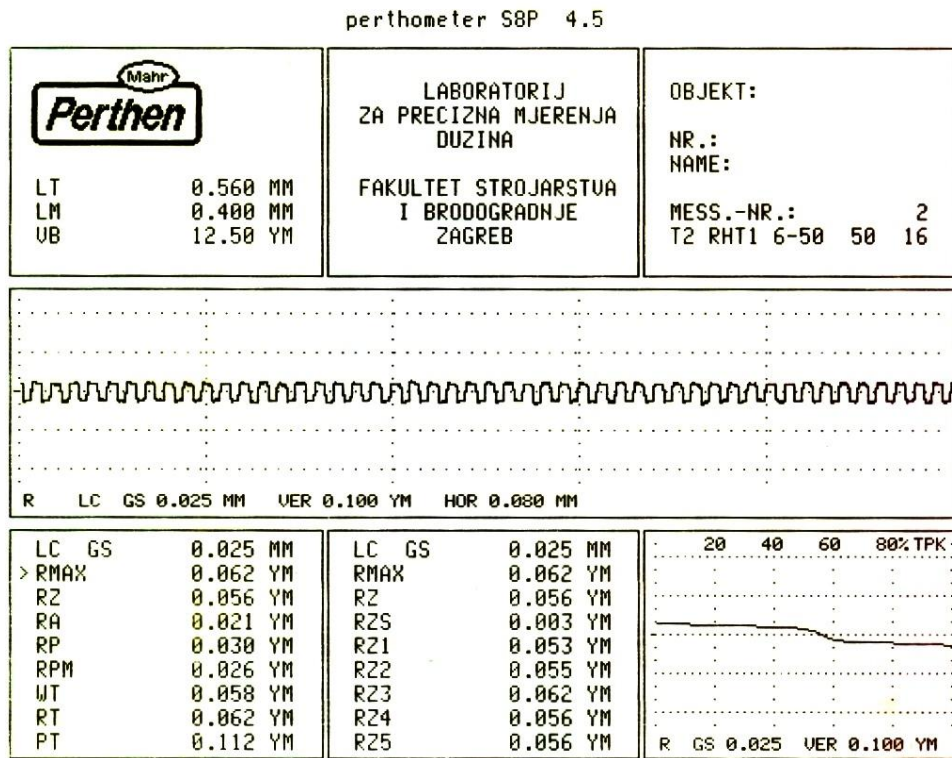 perthometer S8P 4.5
Mahr
Perthen
LT 0.560 MM
LM 0.400 MM
VB 12.50 YM
LABORATORIJ
ZA PRECIZNA MJERENJA
DUZINA
FAKULTET STROJARSTVA
I BRODOGRADNJE
ZAGREB
OBJEKT:
NR.:
NAME:
MESS.-NR.: 2
T2 RHT1 6-50 50 16
R LC GS 0.025 MM VER 0.100 YM HOR 0.080 MM
LC GS 0.025 MM
> RMAX 0.062 YM
RZ 0.056 YM
RA 0.021 YM
RP 0.030 YM
RPM 0.026 YM
WT 0.058 YM
RT 0.062 YM
PT 0.112 YM
LC GS 0.025 MM
RMAX 0.062 YM
RZ 0.056 YM
RZS 0.003 YM
RZ1 0.053 YM
RZ2 0.055 YM
RZ3 0.062 YM
RZ4 0.056 YM
RZ5 0.056 YM
20 40 60 80% TPK
R GS 0.025 VER 0.100 YM